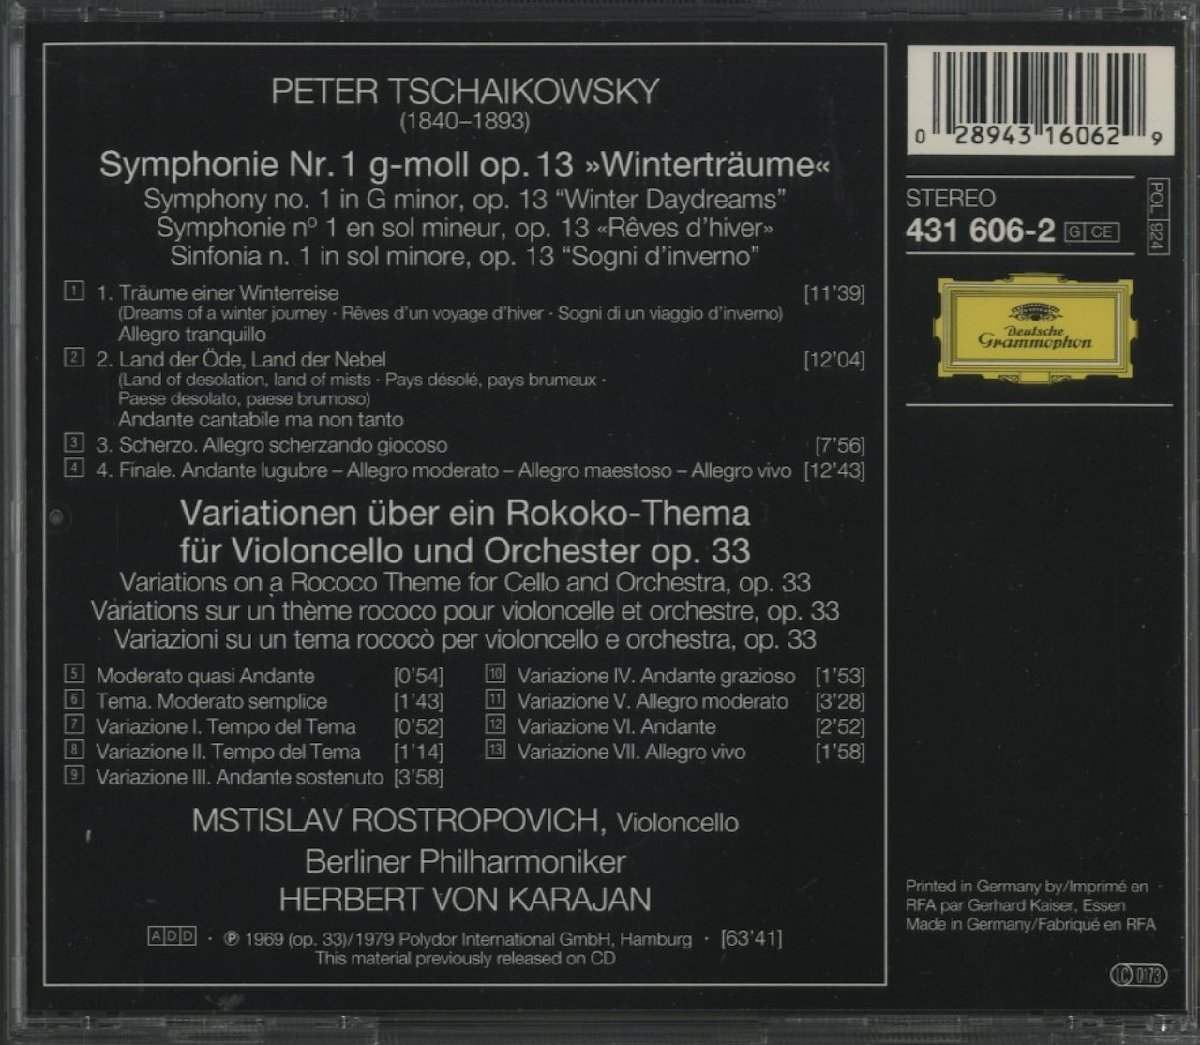 PETER TSCHAIKOWSKY
(1840–1893)
Symphonie Nr. 1 g-moll op. 13 »Winterträume«
Symphony no. 1 in G minor, op. 13 “Winter Daydreams”
Symphonie nº 1 en sol mineur, op. 13 «Rêves d’hiver»
Sinfonia n. 1 in sol minore, op. 13 “Sogni d’inverno”
1 1. Träume einer Winterreise [11’39]
(Dreams of a winter journey · Rêves d’un voyage d’hiver · Sogni di un viaggio d’inverno)
Allegro tranquillo
2 2. Land der Öde, Land der Nebel [12’04]
(Land of desolation, land of mists · Pays désolé, pays brumeux ·
Paese desolato, paese brumoso)
Andante cantabile ma non tanto
3 3. Scherzo. Allegro scherzando giocoso [7’56]
4 4. Finale. Andante lugubre – Allegro moderato – Allegro maestoso – Allegro vivo [12’43]
Variationen über ein Rokoko-Thema
für Violoncello und Orchester op. 33
Variations on a Rococo Theme for Cello and Orchestra, op. 33
Variations sur un thème rococo pour violoncelle et orchestre, op. 33
Variazioni su un tema rococò per violoncello e orchestra, op. 33
5 Moderato quasi Andante [0’54]
6 Tema. Moderato semplice [1’43]
7 Variazione I. Tempo del Tema [0’52]
8 Variazione II. Tempo del Tema [1’14]
9 Variazione III. Andante sostenuto [3’58]
10 Variazione IV. Andante grazioso [1’53]
11 Variazione V. Allegro moderato [3’28]
12 Variazione VI. Andante [2’52]
13 Variazione VII. Allegro vivo [1’58]
MSTISLAV ROSTROPOVICH, Violoncello
Berliner Philharmoniker
HERBERT VON KARAJAN
ADD · ℗ 1969 (op. 33)/1979 Polydor International GmbH, Hamburg · [63’41]
This material previously released on CD
0 28943 16062 9
STEREO
431 606-2 G CE
POL 924
Deutsche
Grammophon
Printed in Germany by/Imprimé en
RFA par Gerhard Kaiser, Essen
Made in Germany/Fabriqué en RFA
LC 0173